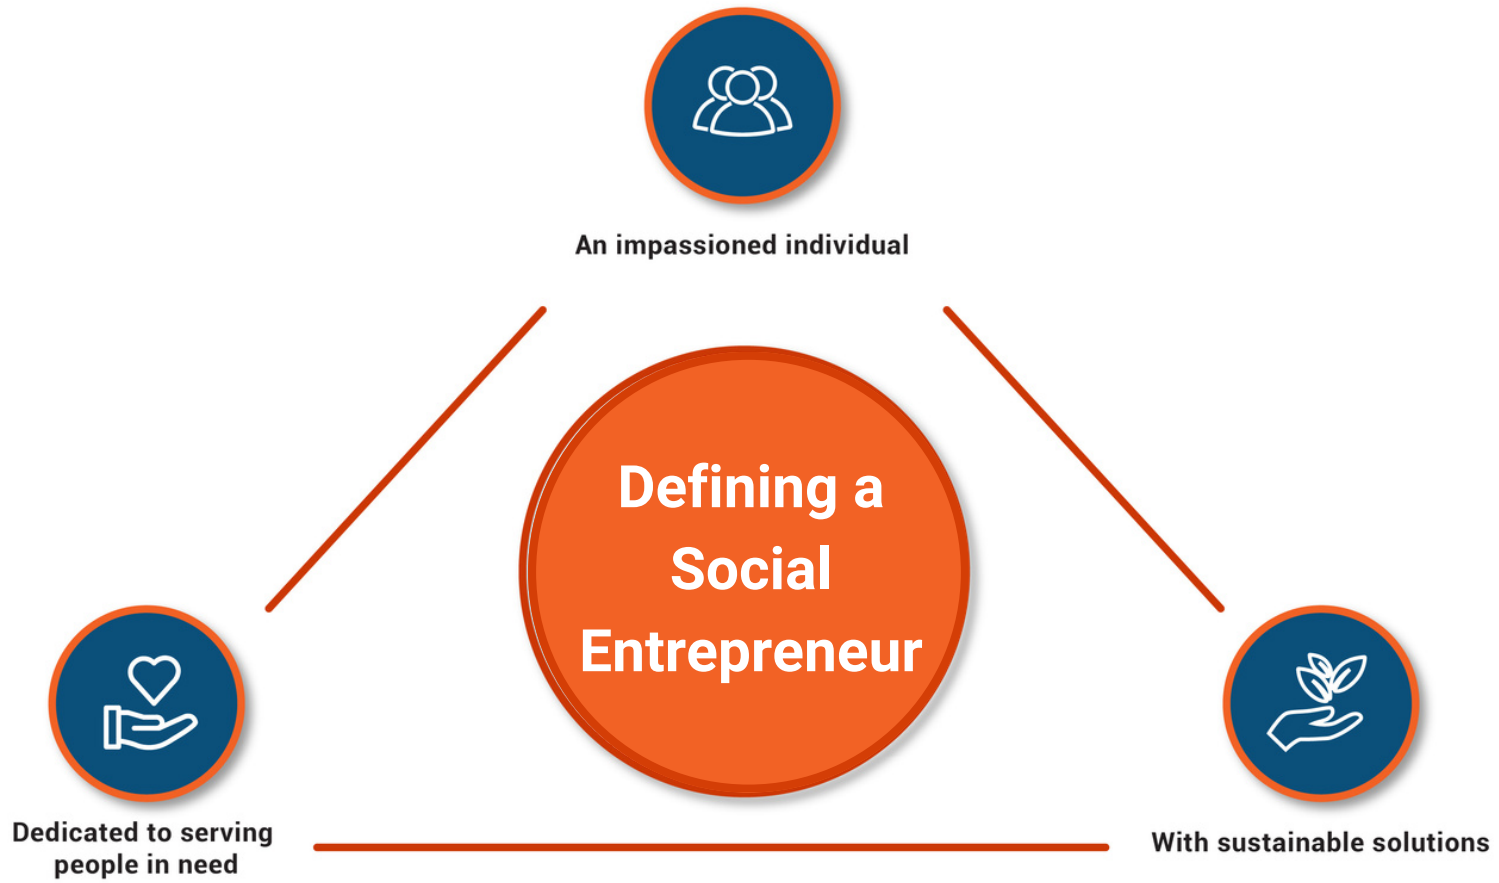 An impassioned individual
Defining a
Social
Entrepreneur
Dedicated to serving
people in need
With sustainable solutions